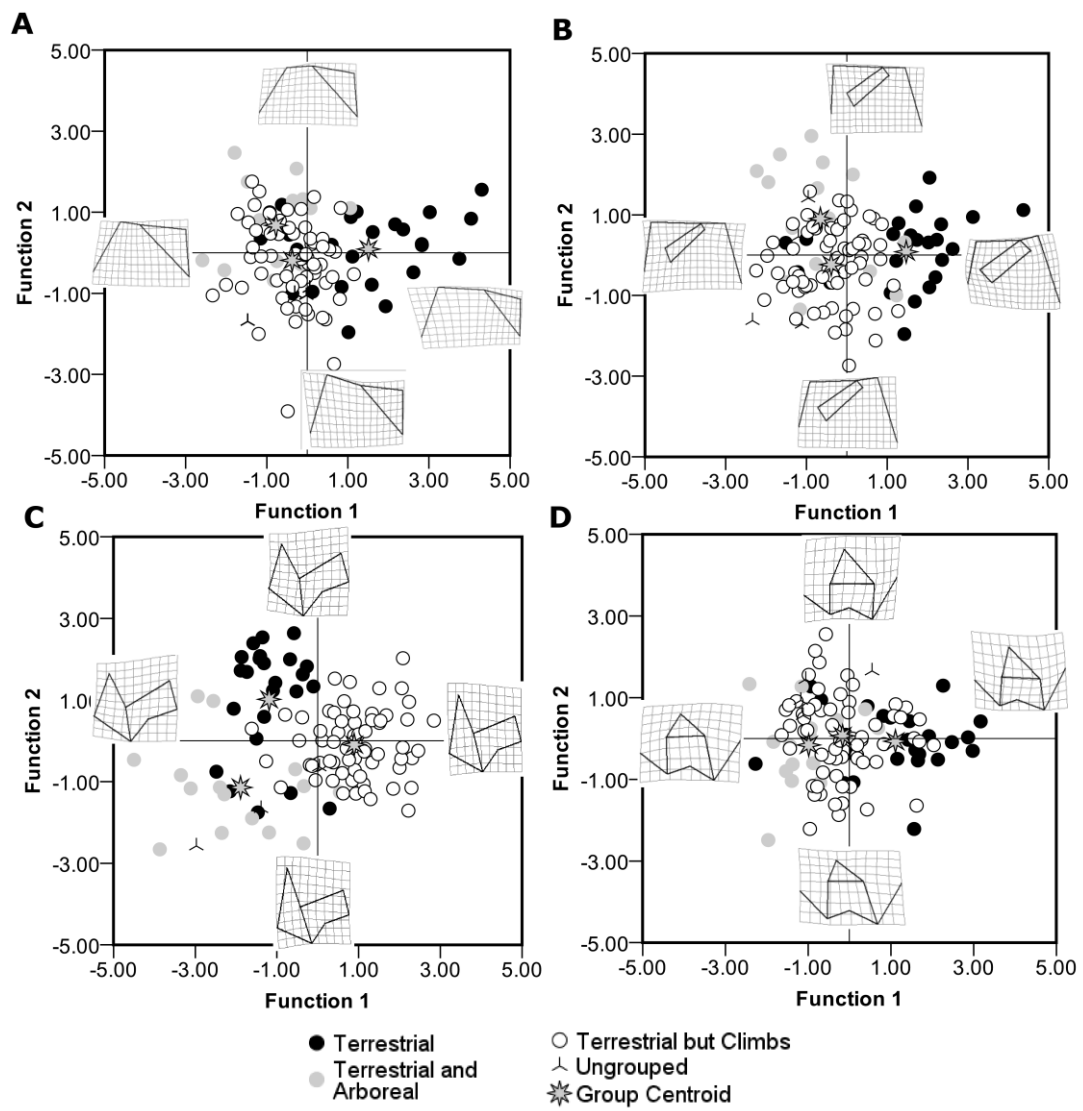 A
5.00
3.00
1.00
-1.00
-3.00
-5.00
Function 2
-5.00 -3.00 -1.00 1.00 3.00 5.00
Function 1
B
5.00
3.00
1.00
-1.00
-3.00
-5.00
Function 2
-5.00 -3.00 -1.00 1.00 3.00 5.00
Function 1
C
5.00
3.00
1.00
-1.00
-3.00
-5.00
Function 2
-5.00 -3.00 -1.00 1.00 3.00 5.00
Function 1
D
5.00
3.00
1.00
-1.00
-3.00
-5.00
Function 2
-5.00 -3.00 -1.00 1.00 3.00 5.00
Function 1
Terrestrial
Terrestrial and
Arboreal
Terrestrial but Climbs
Ungrouped
Group Centroid